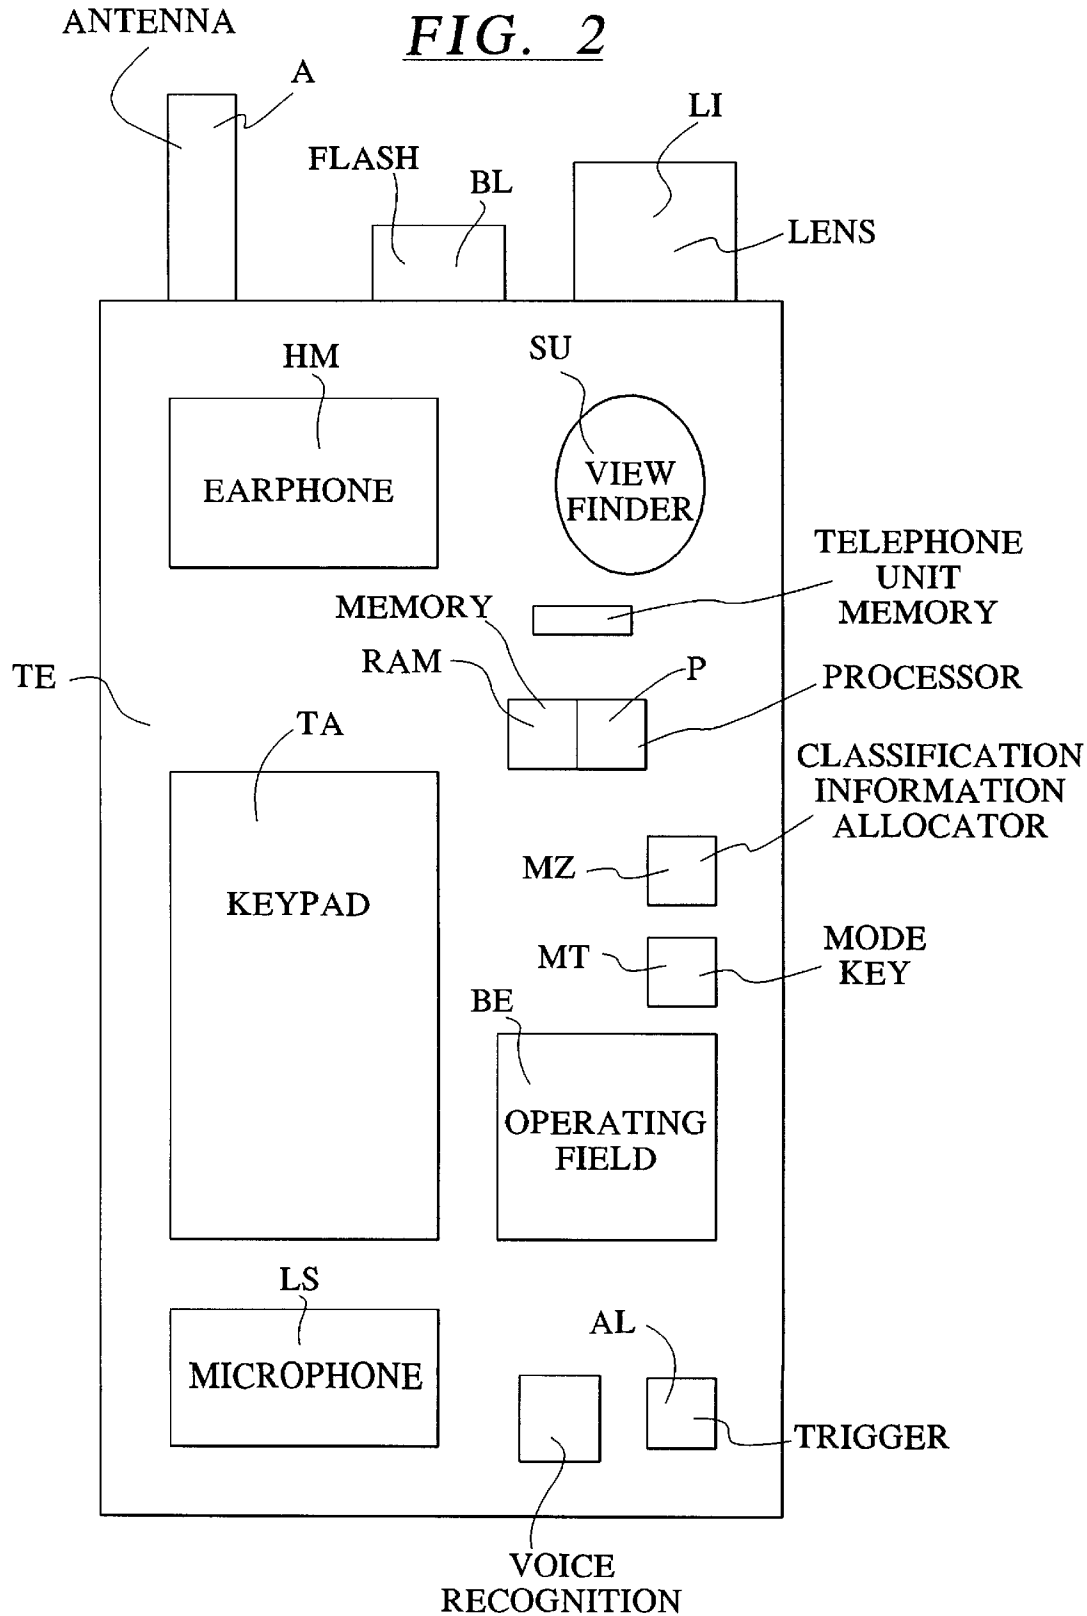 FIG. 2
ANTENNA
A
LI
FLASH
BL
LENS
HM
SU
EARPHONE
VIEW
FINDER
TELEPHONE
UNIT
MEMORY
MEMORY
RAM
P
PROCESSOR
TE
TA
CLASSIFICATION
INFORMATION
ALLOCATOR
MZ
KEYPAD
MODE
KEY
MT
BE
OPERATING
FIELD
LS
AL
MICROPHONE
TRIGGER
VOICE
RECOGNITION